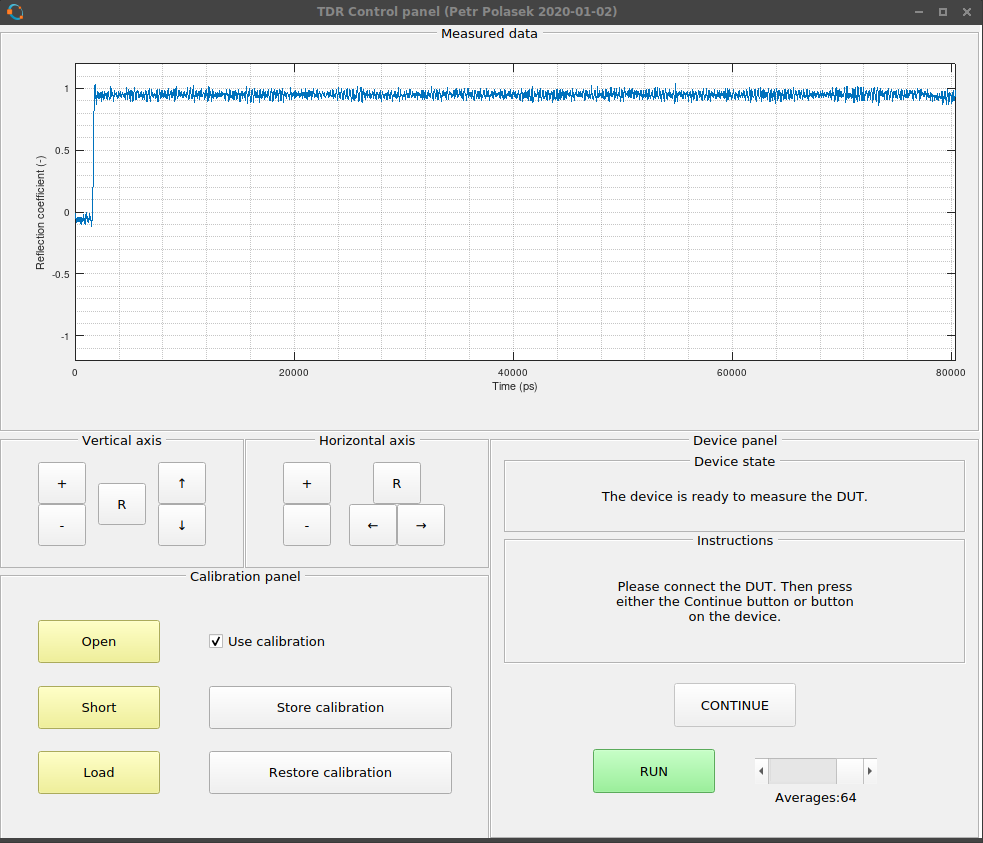 TDR Control panel (Petr Polasek 2020-01-02)
Measured data
1
0.5
0
-0.5
-1
Reflection coefficient (-)
0 20000 40000 60000 80000
Time (ps)
Vertical axis
+
-
R
↑
↓
Horizontal axis
+
-
R
← →
Device panel
Device state
The device is ready to measure the DUT.
Instructions
Please connect the DUT. Then press
either the Continue button or button
on the device.
CONTINUE
RUN
Averages:64
Calibration panel
Open
Use calibration
Short
Store calibration
Load
Restore calibration